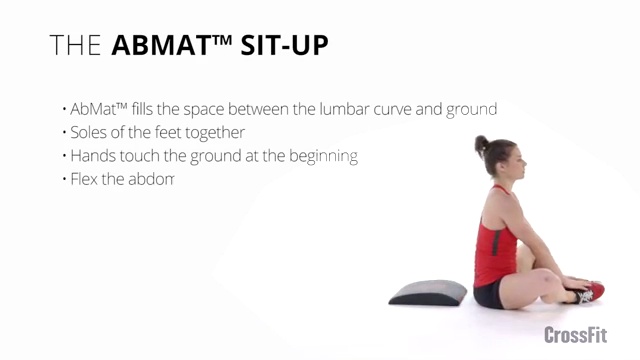 THE ABMAT™ SIT-UP
• AbMat™ fills the space between the lumbar curve and ground
• Soles of the feet together
• Hands touch the ground at the beginning
• Flex the abdom
CrossFit